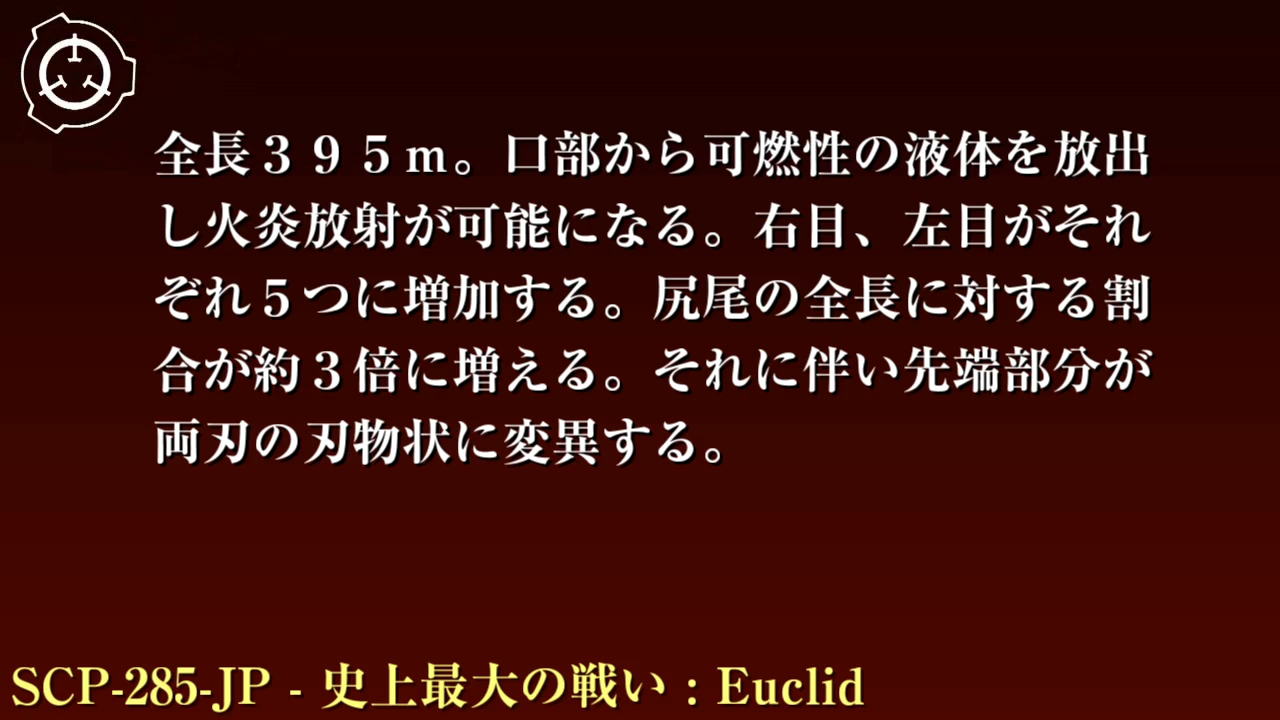 全長３９５ｍ。口部から可燃性の液体を放出
し火炎放射が可能になる。右目、左目がそれ
ぞれ５つに増加する。尻尾の全長に対する割
合が約３倍に増える。それに伴い先端部分が
両刃の刃物状に変異する。
SCP-285-JP - 史上最大の戦い : Euclid